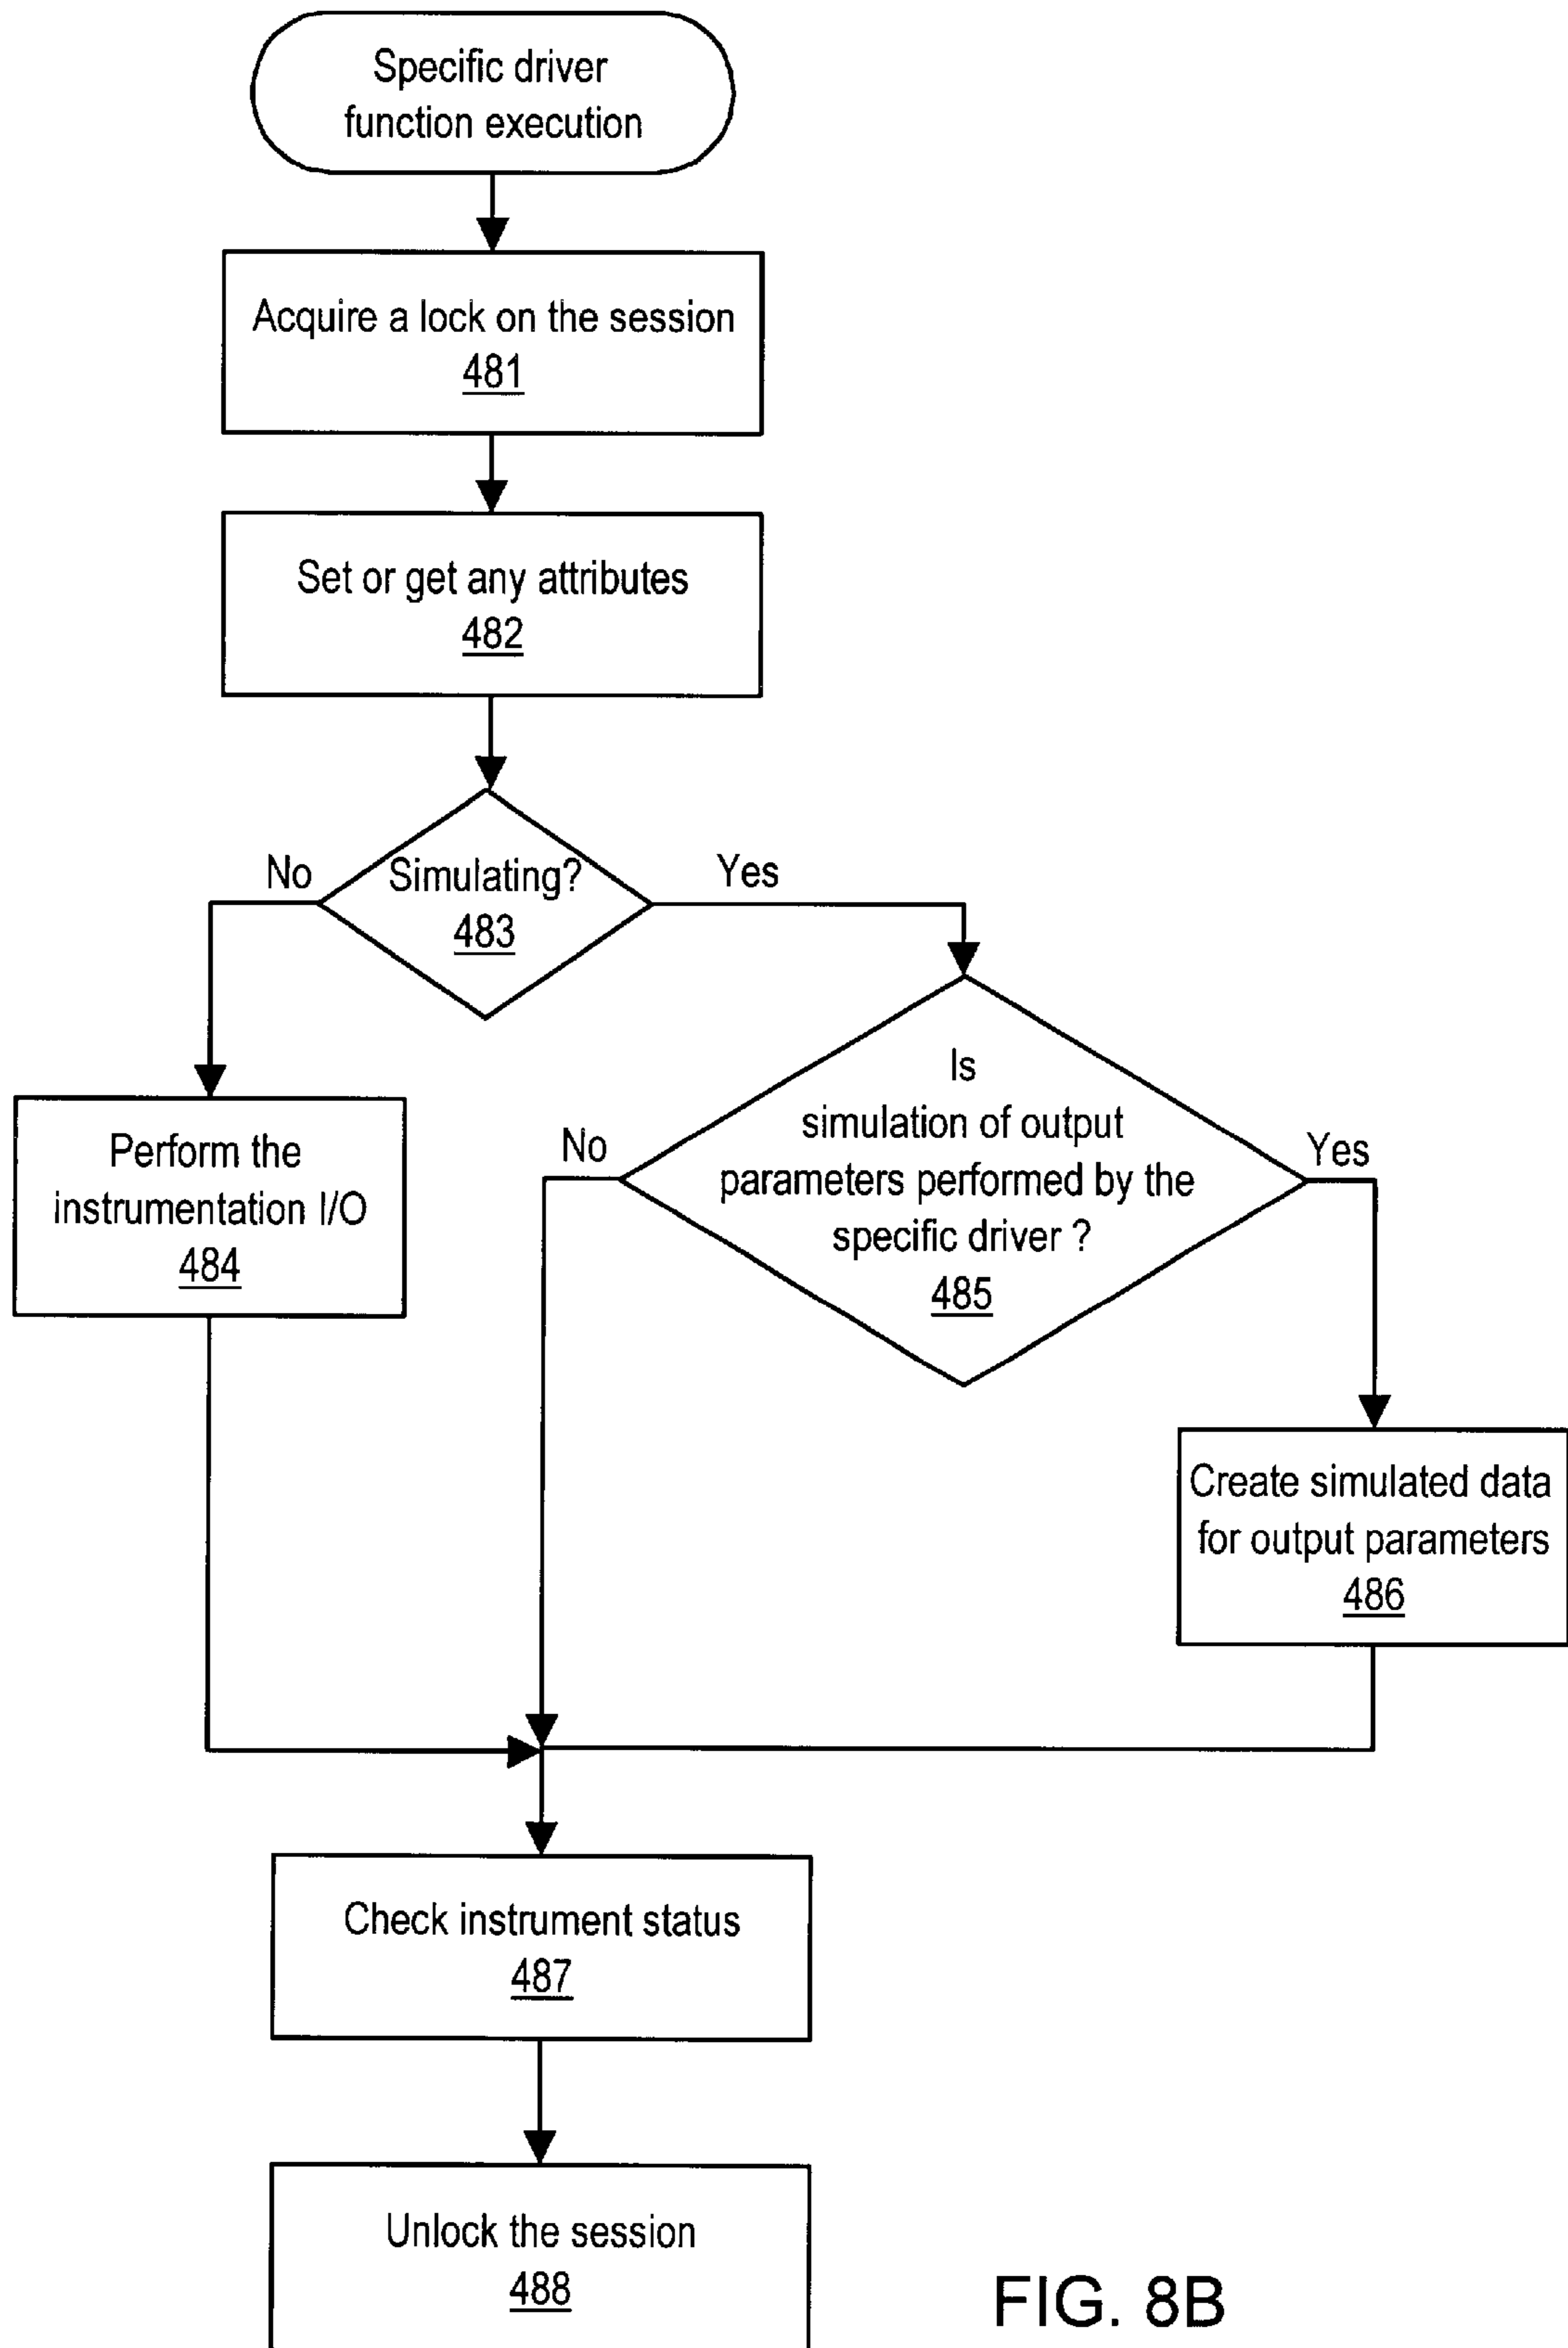 Specific driver
function execution
Acquire a lock on the session
481
Set or get any attributes
482
No
Simulating?
483
Yes
Perform the
instrumentation I/O
484
No
Is
simulation of output
parameters performed by the
specific driver ?
485
Yes
Create simulated data
for output parameters
486
Check instrument status
487
Unlock the session
488
FIG. 8B